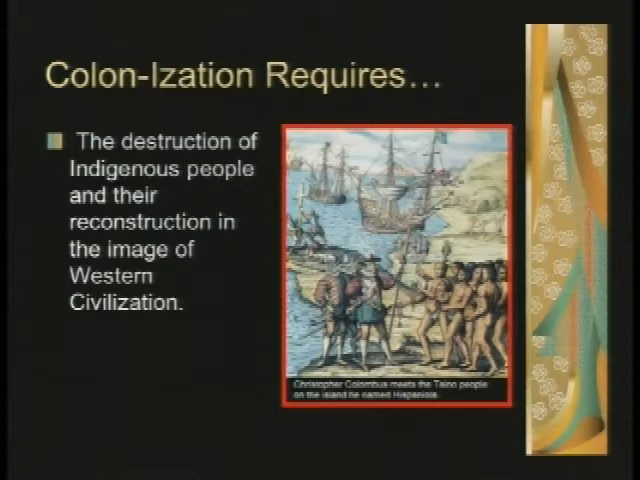 Colon-Ization Requires…
The destruction of
Indigenous people
and their
reconstruction in
the image of
Western
Civilization.
Christopher Colombus meets the Taino people
on the island he named Hispaniola.